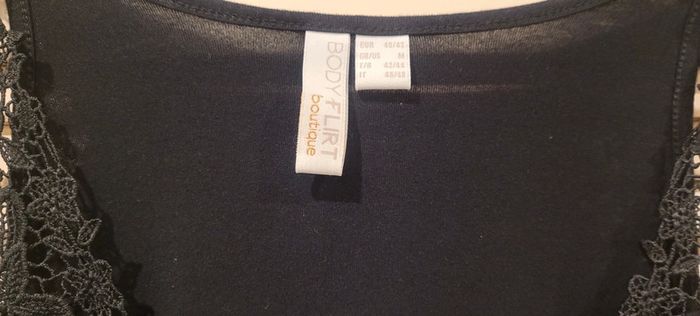 BODYFLIRT
boutique
EUR 40/42
GB/US M
F/B 42/44
IT 46/48